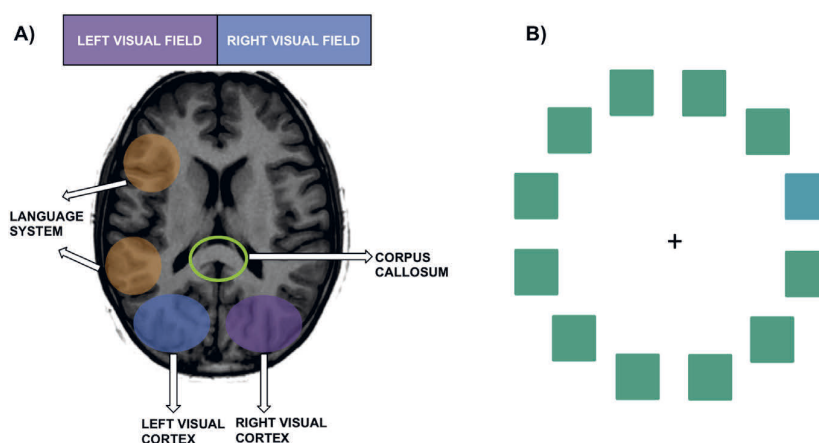 A)
LEFT VISUAL FIELD
RIGHT VISUAL FIELD
LANGUAGE
SYSTEM
CORPUS
CALLOSUM
LEFT VISUAL
CORTEX
RIGHT VISUAL
CORTEX
B)
+